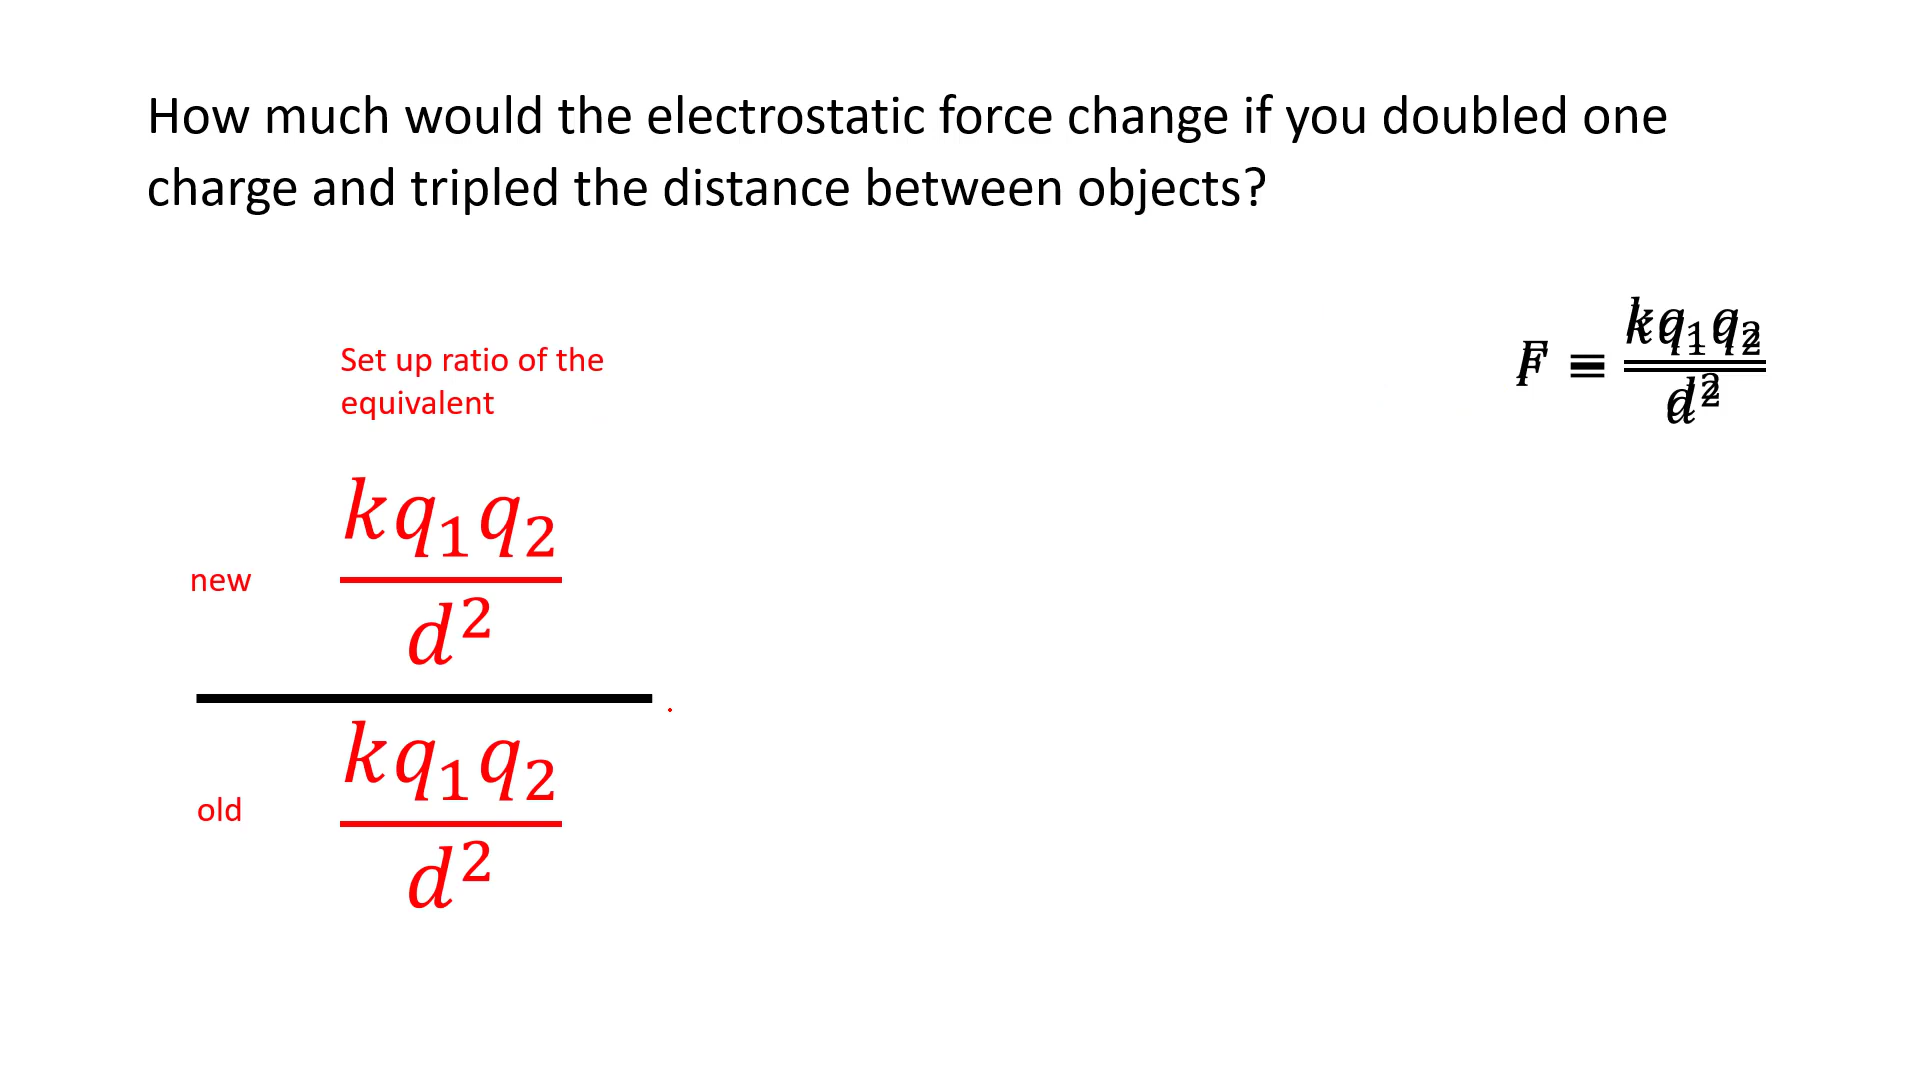 How much would the electrostatic force change if you doubled one
charge and tripled the distance between objects?
F = kq₁q₂/d²
Set up ratio of the
equivalent
new kq₁q₂/d²
old kq₁q₂/d²